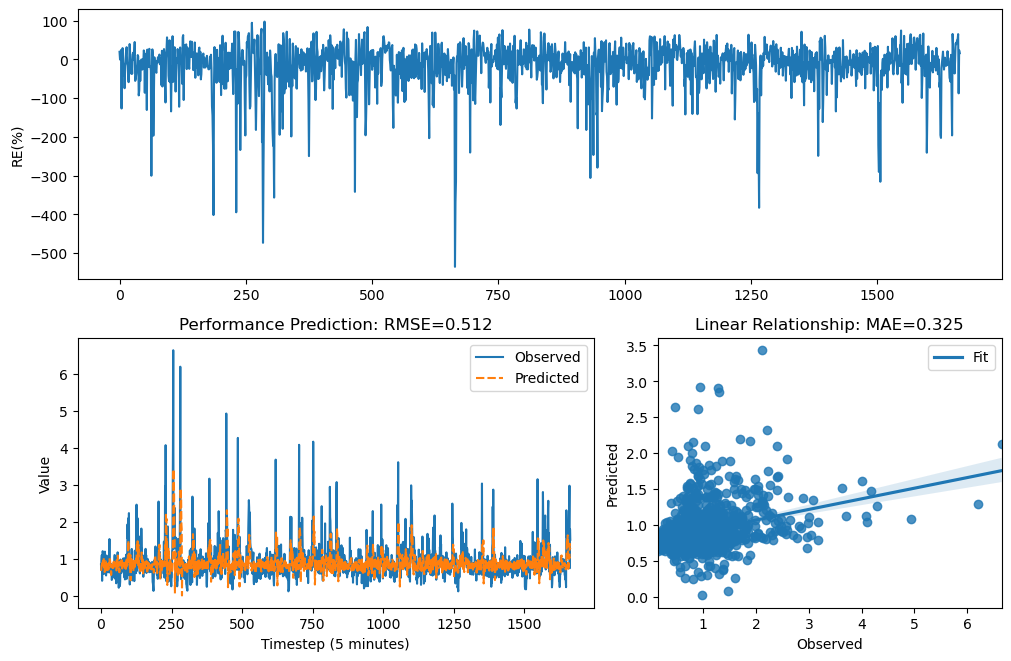 100
0
−100
−200
−300
−400
−500
RE(%)
0 250 500 750 1000 1250 1500
Performance Prediction: RMSE=0.512
Observed
Predicted
6
5
4
3
2
1
0
Value
0 250 500 750 1000 1250 1500
Timestep (5 minutes)
Linear Relationship: MAE=0.325
Fit
3.5
3.0
2.5
2.0
1.5
1.0
0.5
0.0
Predicted
1 2 3 4 5 6
Observed